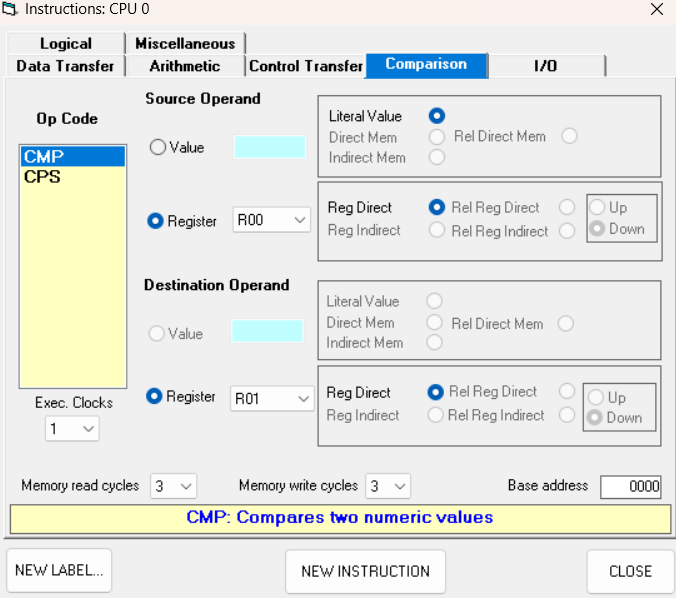 Instructions: CPU 0
Logical Miscellaneous
Data Transfer Arithmetic Control Transfer Comparison I/O
Op Code
CMP
CPS
Exec. Clocks
1
Source Operand
Value
Literal Value
Direct Mem Rel Direct Mem
Indirect Mem
Register R00
Reg Direct Rel Reg Direct Up
Reg Indirect Rel Reg Indirect Down
Destination Operand
Value
Literal Value
Direct Mem Rel Direct Mem
Indirect Mem
Register R01
Reg Direct Rel Reg Direct Up
Reg Indirect Rel Reg Indirect Down
Memory read cycles 3 Memory write cycles 3 Base address 0000
CMP: Compares two numeric values
NEW LABEL... NEW INSTRUCTION CLOSE